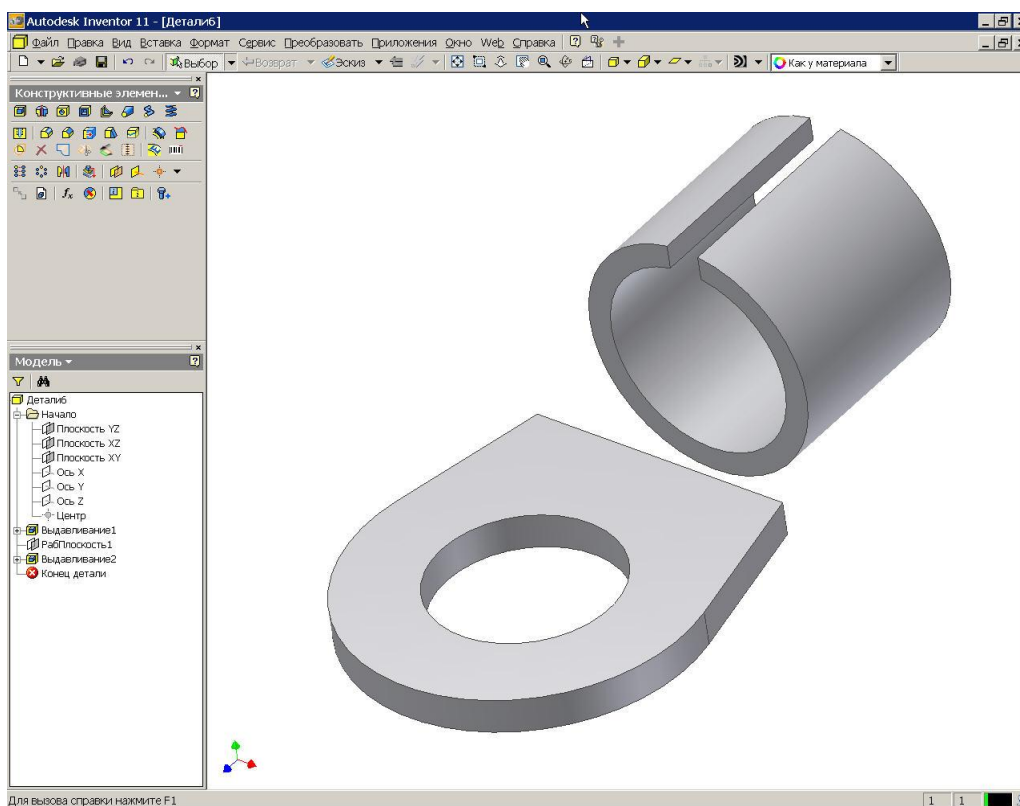 Autodesk Inventor 11 - [Деталь6]
Файл Правка Вид Вставка Формат Сервис Преобразовать Приложения Окно Web Справка
Выбор Возврат Эскиз Как у материала
Конструктивные элемен...
Модель
Деталь6
Начало
Плоскость YZ
Плоскость XZ
Плоскость XY
Ось X
Ось Y
Ось Z
Центр
Выдавливание1
РабПлоскость1
Выдавливание2
Конец детали
Для вызова справки нажмите F1
1 1